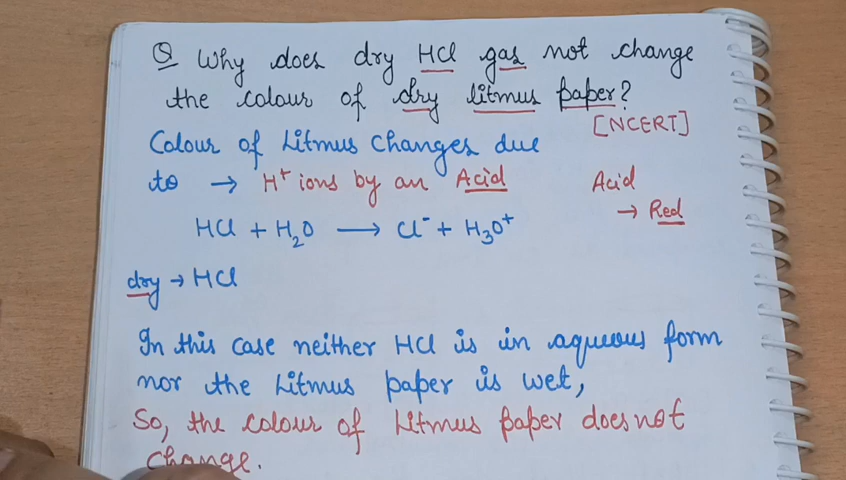 Q Why does dry HCl gas not change
the colour of dry litmus paper?
[NCERT]
Colour of Litmus changes due
to → H⁺ ions by an Acid
Acid
→ Red
HCl + H₂O ⟶ Cl⁻ + H₃O⁺
dry → HCl
In this case neither HCl is in aqueous form
nor the Litmus paper is wet,
So, the colour of Litmus paper does not
change.